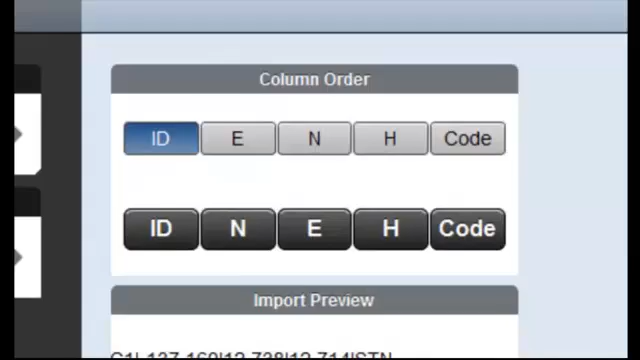 Column Order
ID E N H Code
ID N E H Code
Import Preview